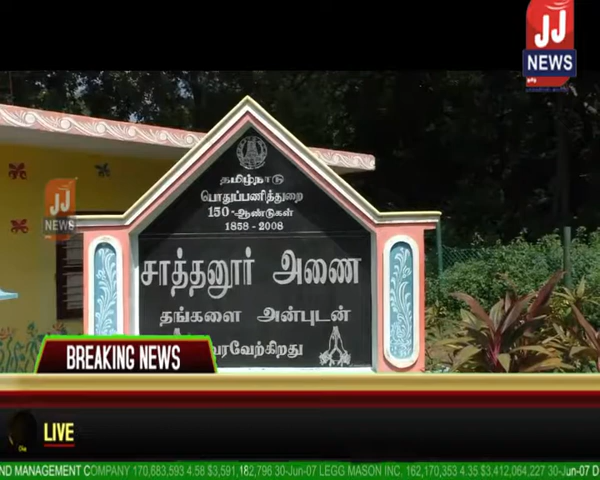 JJ
NEWS
தமிழ்நாடு
பொதுப்பணித்துறை
150-ஆண்டுகள்
1858-2008
JJ
NEWS
சாத்தனூர் அணை
தங்களை அன்புடன்
வரவேற்கிறது
BREAKING NEWS
LIVE
ND MANAGEMENT COMPANY 170,683,593 4.58 $3,591,182,798 30-Jun-07 LEGG MASON INC. 162,170,353 4.35 $3,412,064,227 30-Jun-07 D